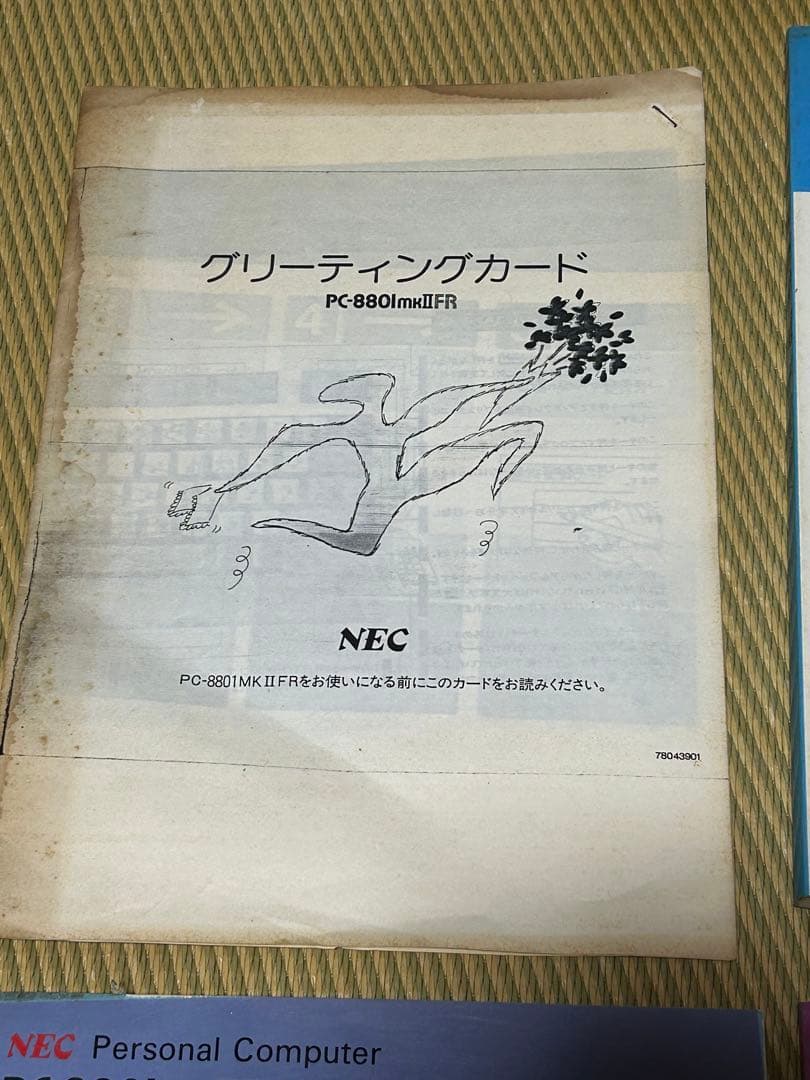 グリーティングカード
PC-8801mkIIFR
NEC
PC-8801MKIIFRをお使いになる前にこのカードをお読みください。
78043901
NEC Personal Computer